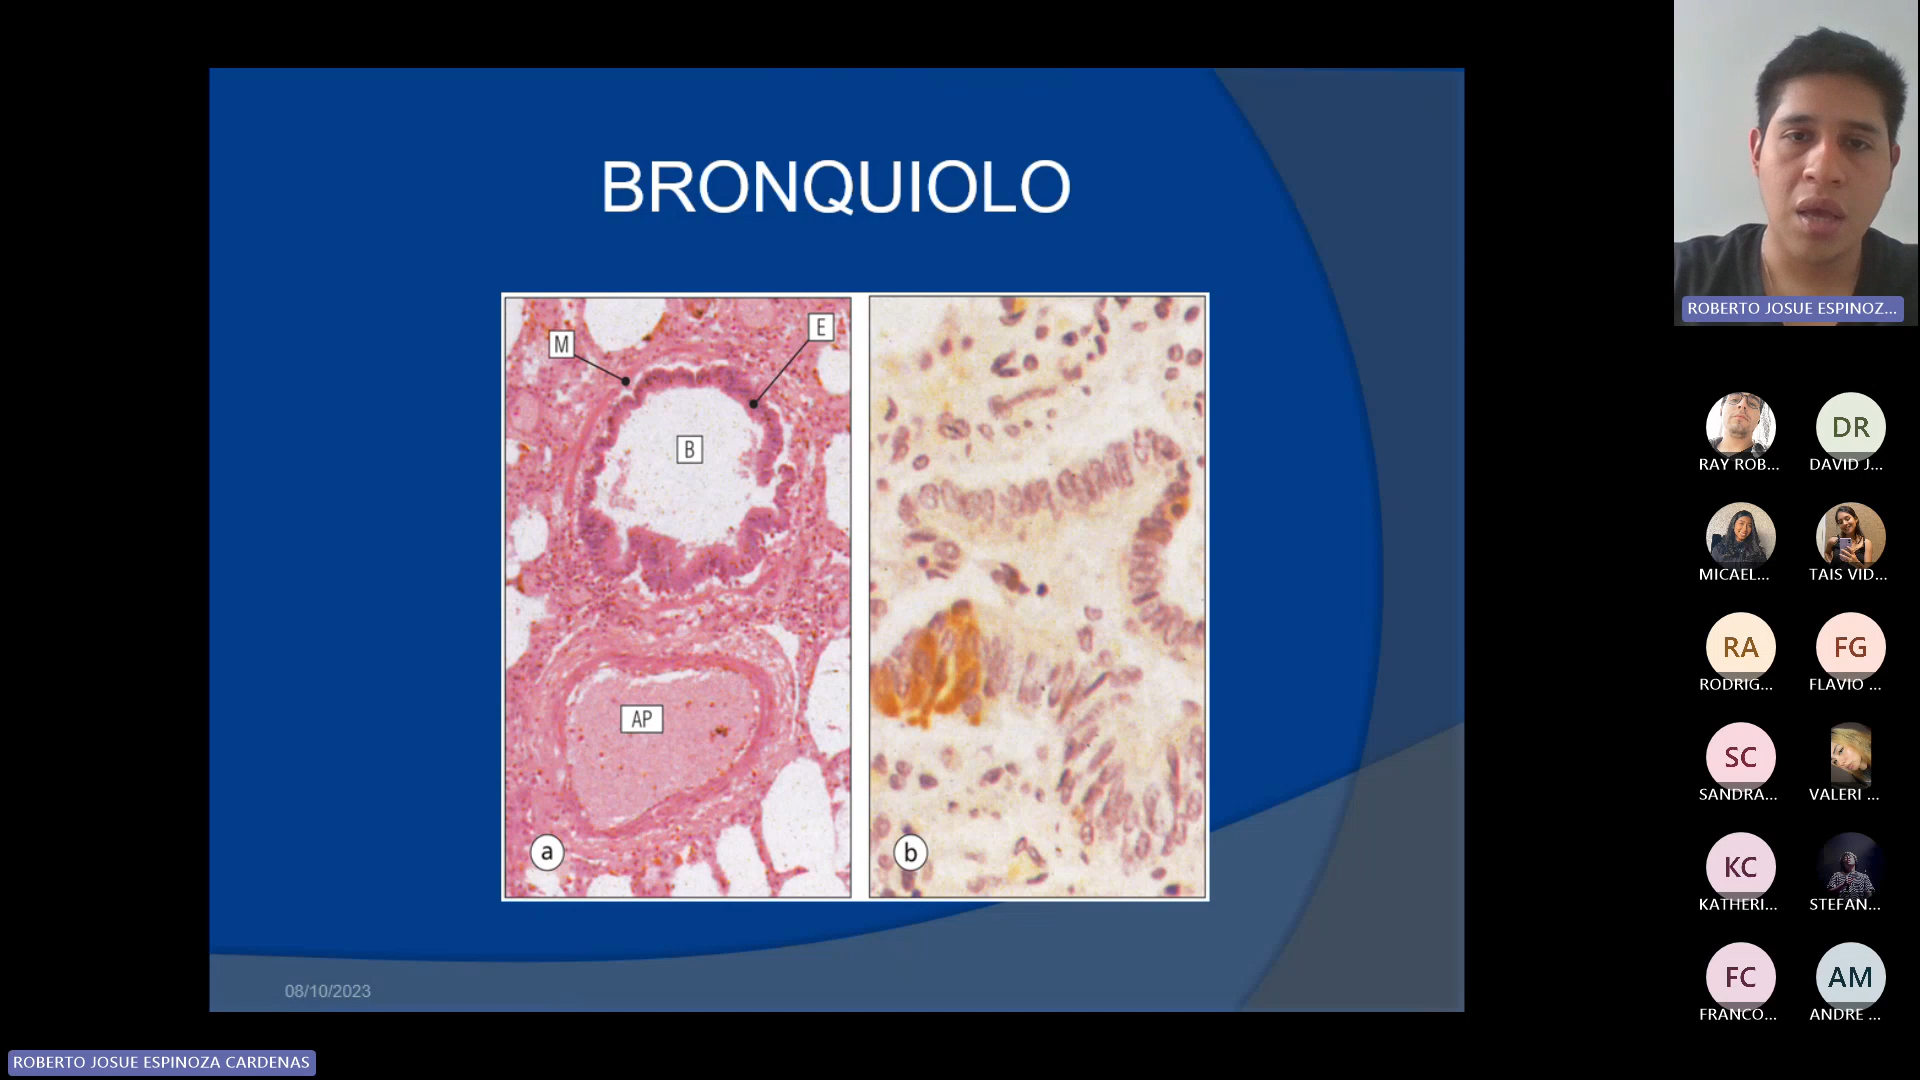 BRONQUIOLO
M
E
B
AP
a
b
08/10/2023
ROBERTO JOSUE ESPINOZA CARDENAS
ROBERTO JOSUE ESPINOZ...
RAY ROB...
DR
DAVID J...
MICAEL...
TAIS VID...
RA
RODRIG...
FG
FLAVIO ...
SC
SANDRA...
VALERI ...
KC
KATHERI...
STEFAN...
FC
FRANCO...
AM
ANDRE ...